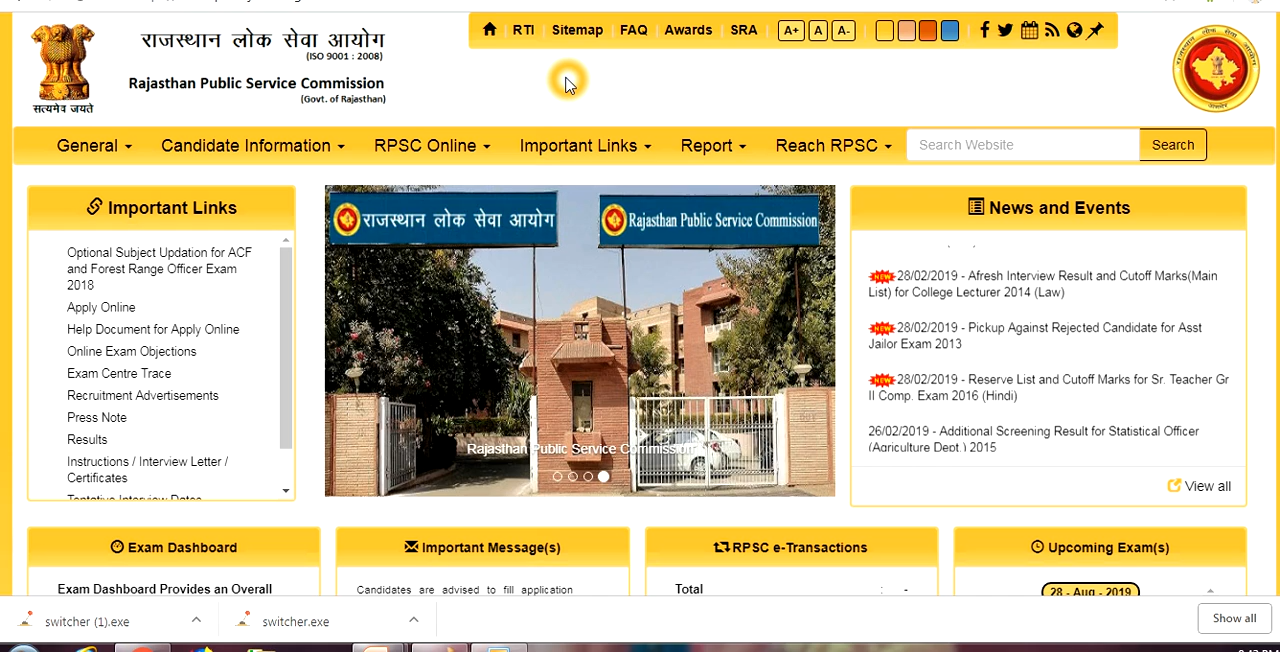 राजस्थान लोक सेवा आयोग
(ISO 9001 : 2008)
Rajasthan Public Service Commission
(Govt. of Rajasthan)
सत्यमेव जयते
RTI Sitemap FAQ Awards SRA A+ A A-
General Candidate Information RPSC Online Important Links Report Reach RPSC Search Website Search
Important Links
Optional Subject Updation for ACF
and Forest Range Officer Exam
2018
Apply Online
Help Document for Apply Online
Online Exam Objections
Exam Centre Trace
Recruitment Advertisements
Press Note
Results
Instructions / Interview Letter /
Certificates
Tentative Interview Dates
राजस्थान लोक सेवा आयोग
Rajasthan Public Service Commission
Rajasthan Public Service Commission
News and Events
NEW 28/02/2019 - Afresh Interview Result and Cutoff Marks(Main
List) for College Lecturer 2014 (Law)
NEW 28/02/2019 - Pickup Against Rejected Candidate for Asst
Jailor Exam 2013
NEW 28/02/2019 - Reserve List and Cutoff Marks for Sr. Teacher Gr
II Comp. Exam 2016 (Hindi)
26/02/2019 - Additional Screening Result for Statistical Officer
(Agriculture Dept.) 2015
View all
Exam Dashboard
Exam Dashboard Provides an Overall
Important Message(s)
Candidates are advised to fill application
RPSC e-Transactions
Total : -
Upcoming Exam(s)
28 - Aug - 2019
switcher (1).exe
switcher.exe
Show all